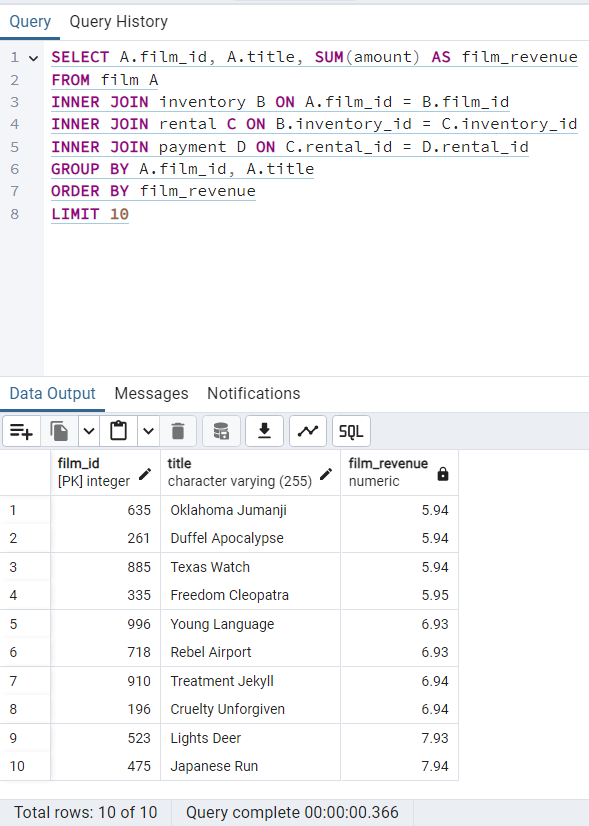 Query Query History
1 SELECT A.film_id, A.title, SUM(amount) AS film_revenue
2 FROM film A
3 INNER JOIN inventory B ON A.film_id = B.film_id
4 INNER JOIN rental C ON B.inventory_id = C.inventory_id
5 INNER JOIN payment D ON C.rental_id = D.rental_id
6 GROUP BY A.film_id, A.title
7 ORDER BY film_revenue
8 LIMIT 10
Data Output Messages Notifications
SQL
film_id title film_revenue
[PK] integer character varying (255) numeric
1 635 Oklahoma Jumanji 5.94
2 261 Duffel Apocalypse 5.94
3 885 Texas Watch 5.94
4 335 Freedom Cleopatra 5.95
5 996 Young Language 6.93
6 718 Rebel Airport 6.93
7 910 Treatment Jekyll 6.94
8 196 Cruelty Unforgiven 6.94
9 523 Lights Deer 7.93
10 475 Japanese Run 7.94
Total rows: 10 of 10 Query complete 00:00:00.366